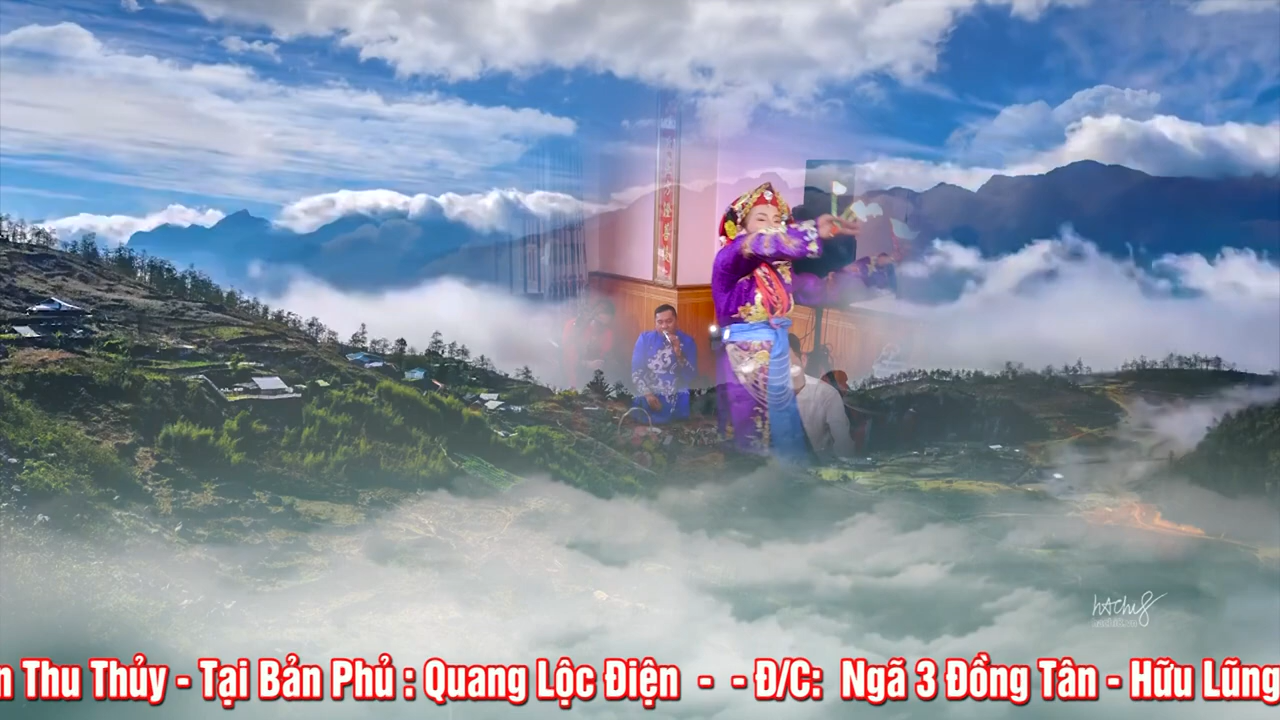 n Thu Thủy - Tại Bản Phủ : Quang Lộc Điện - - Đ/C: Ngã 3 Đồng Tân - Hữu Lũng